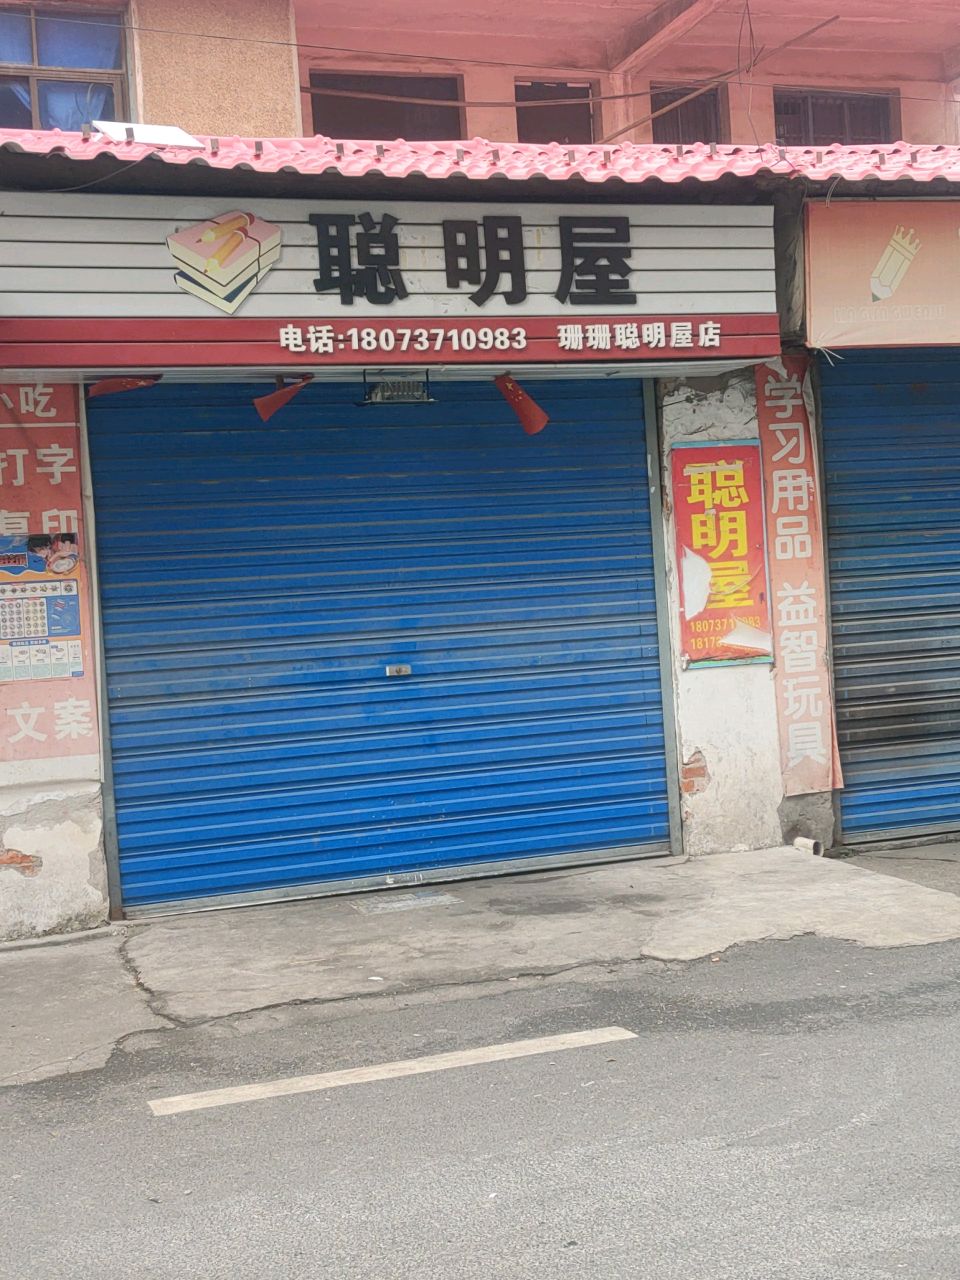 聪明屋
电话:18073710983 珊珊聪明屋店
小吃
打字
复印
文案
聪明屋
学习用品 益智玩具